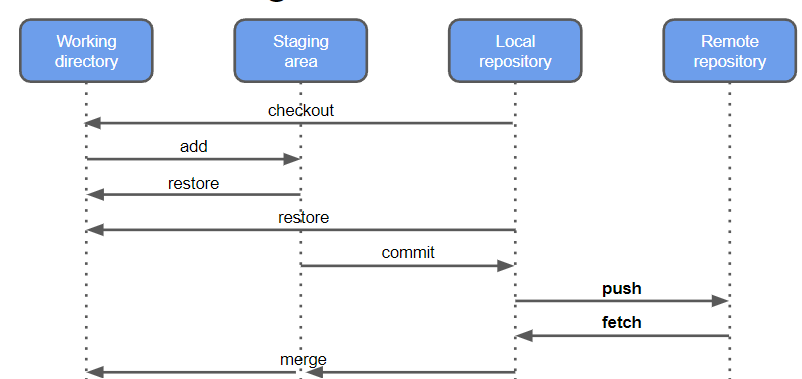 Working
directory
Staging
area
Local
repository
Remote
repository
checkout
add
restore
restore
commit
push
fetch
merge